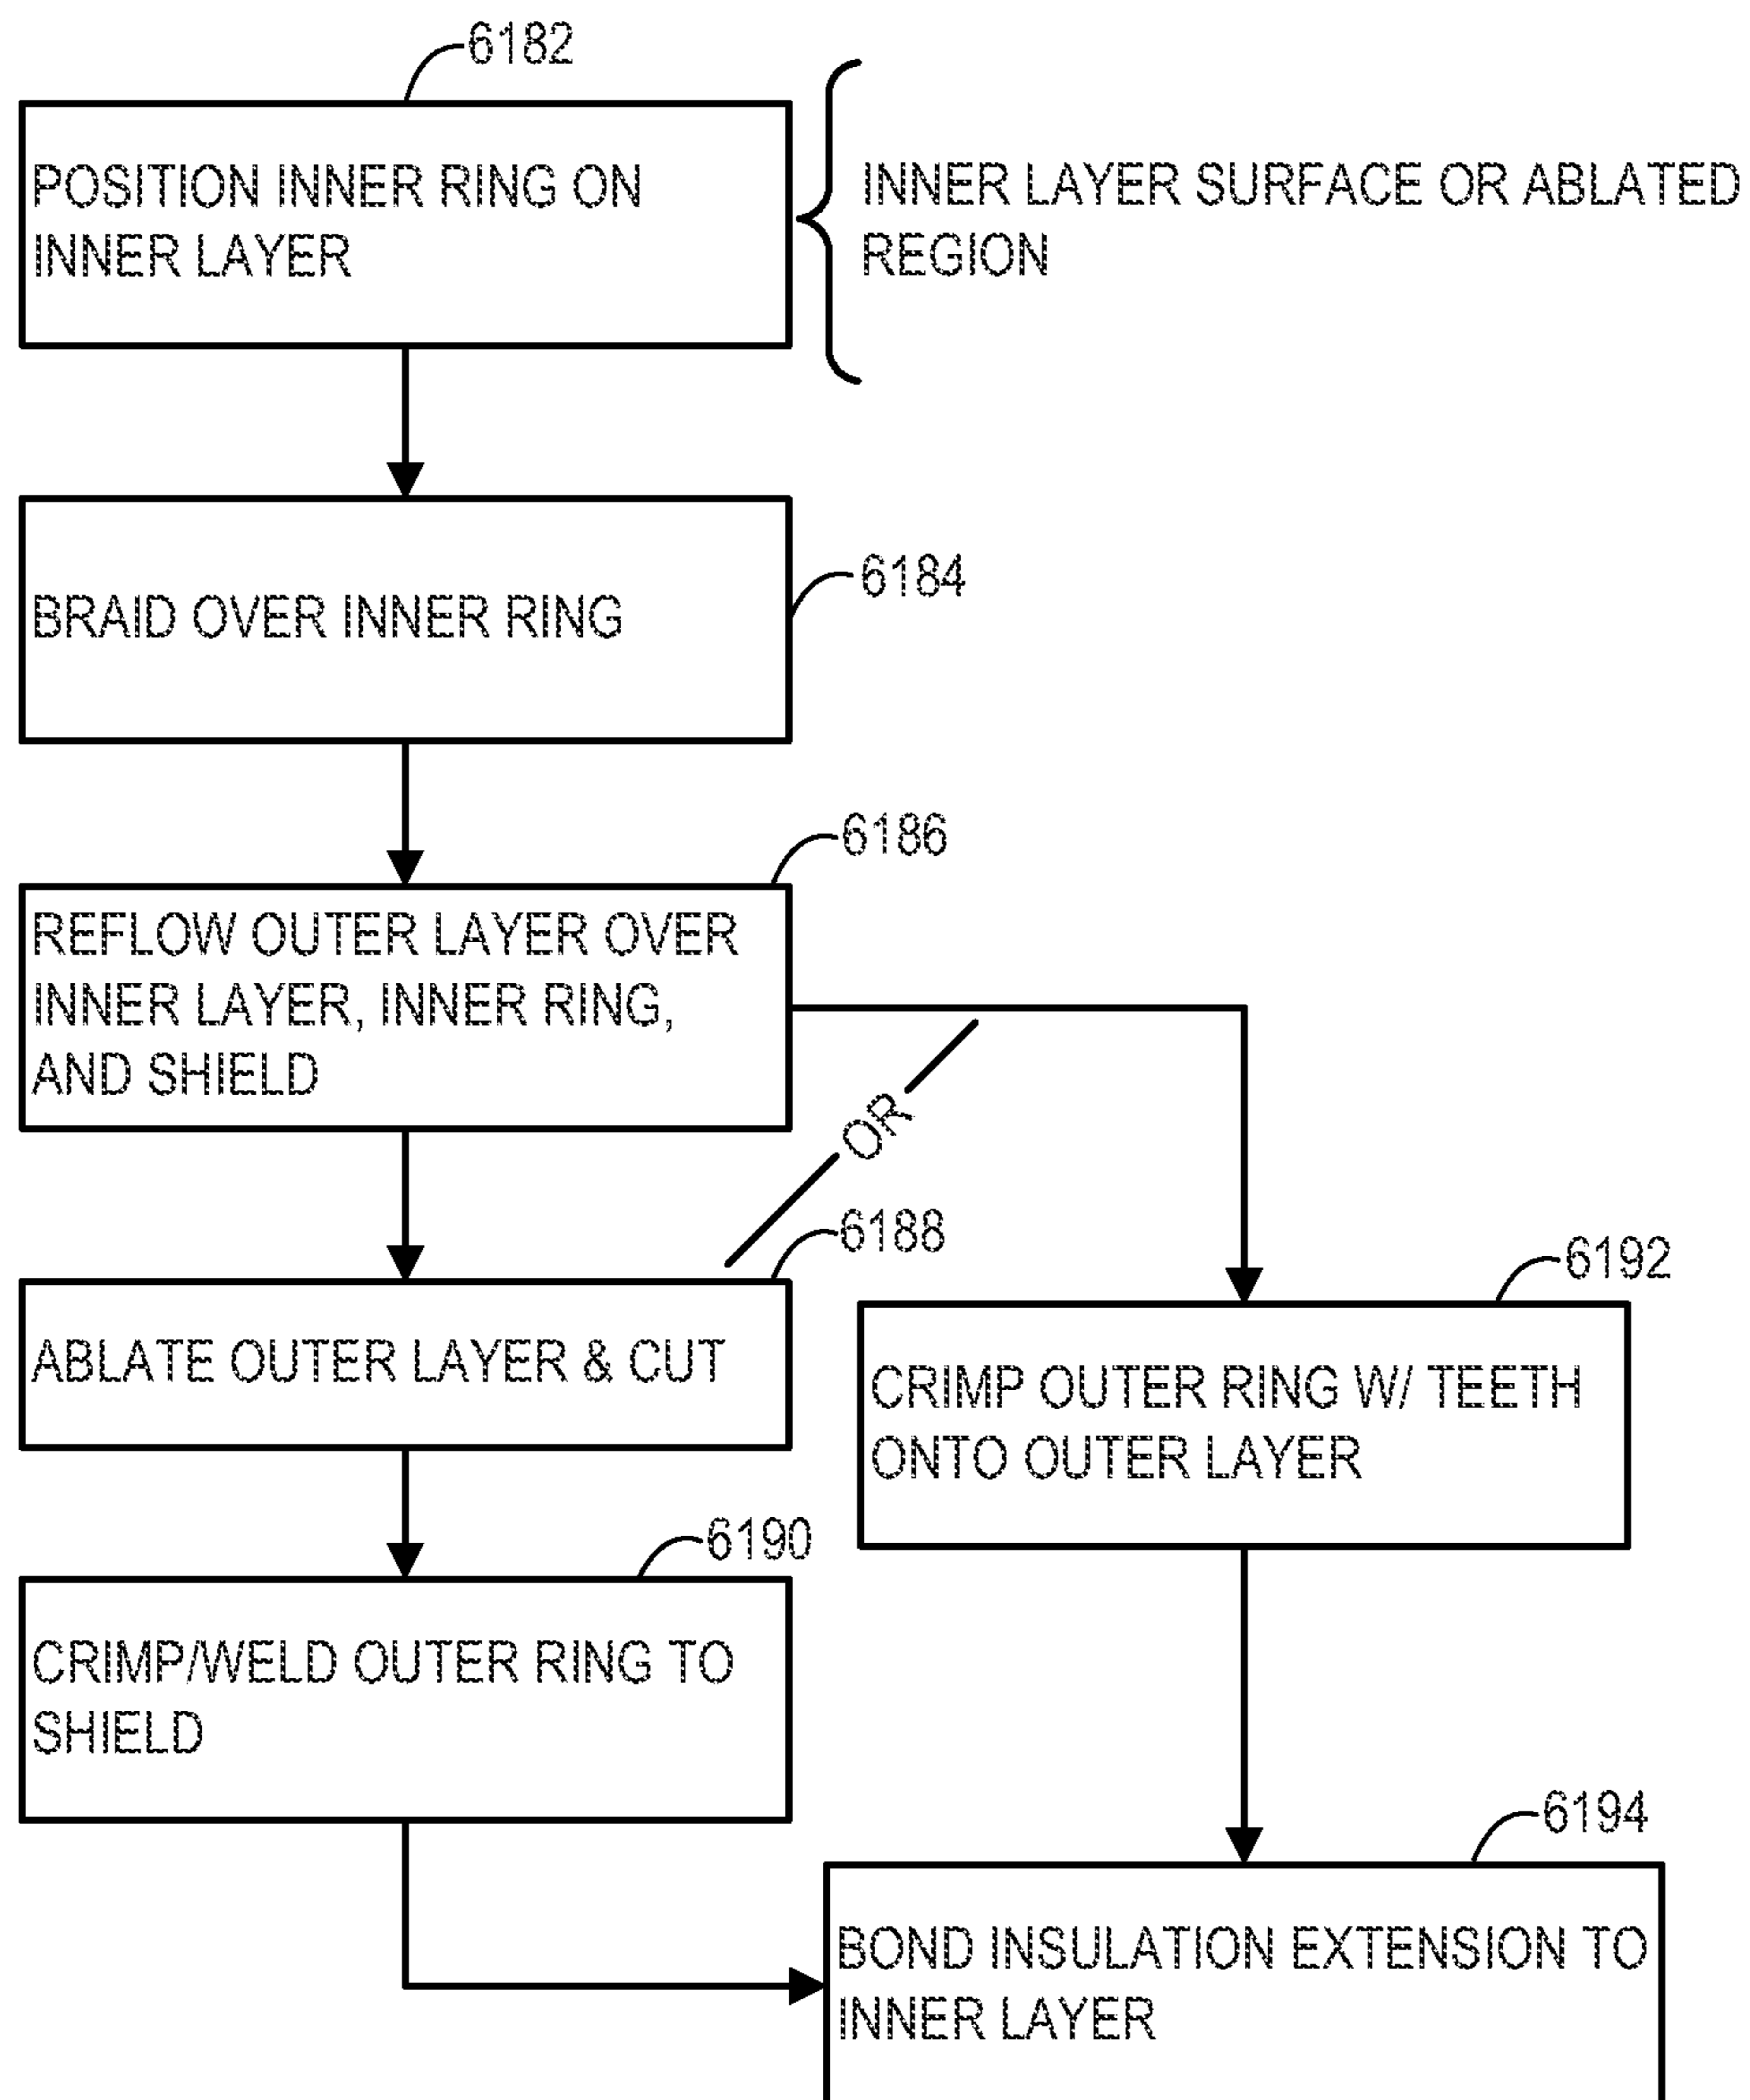 6182
POSITION INNER RING ON
INNER LAYER
INNER LAYER SURFACE OR ABLATED
REGION
6184
BRAID OVER INNER RING
6186
REFLOW OUTER LAYER OVER
INNER LAYER, INNER RING,
AND SHIELD
OR
6188
ABLATE OUTER LAYER & CUT
6192
CRIMP OUTER RING W/ TEETH
ONTO OUTER LAYER
6190
CRIMP/WELD OUTER RING TO
SHIELD
6194
BOND INSULATION EXTENSION TO
INNER LAYER